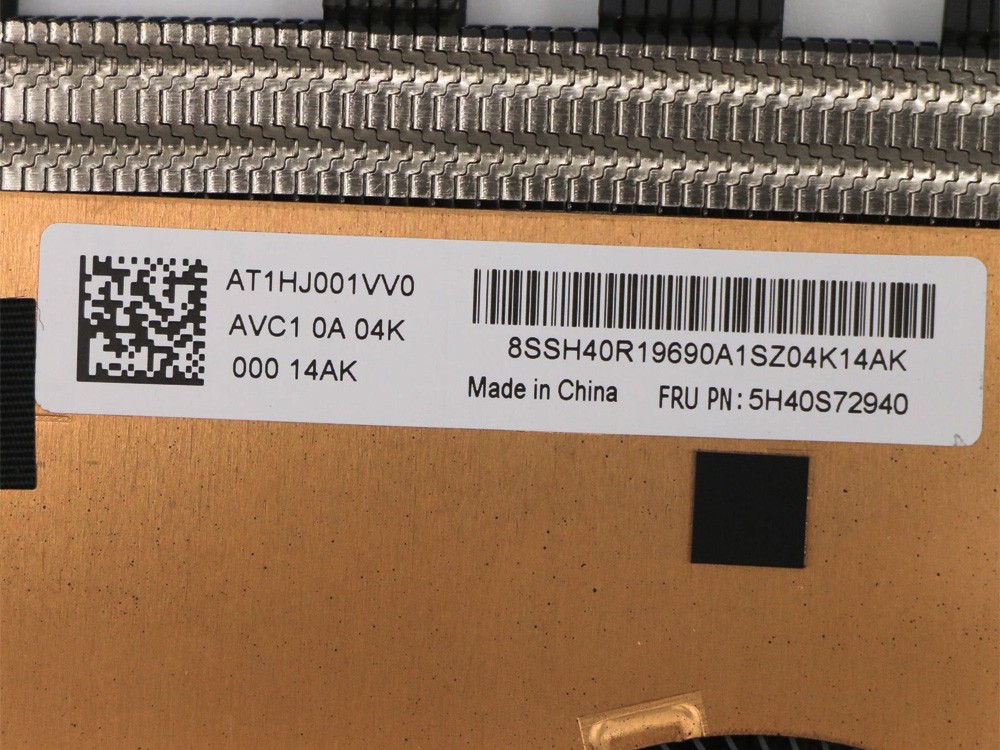 AT1HJ001VV0
AVC1 0A 04K
000 14AK
8SSH40R19690A1SZ04K14AK
Made in China FRU PN: 5H40S72940